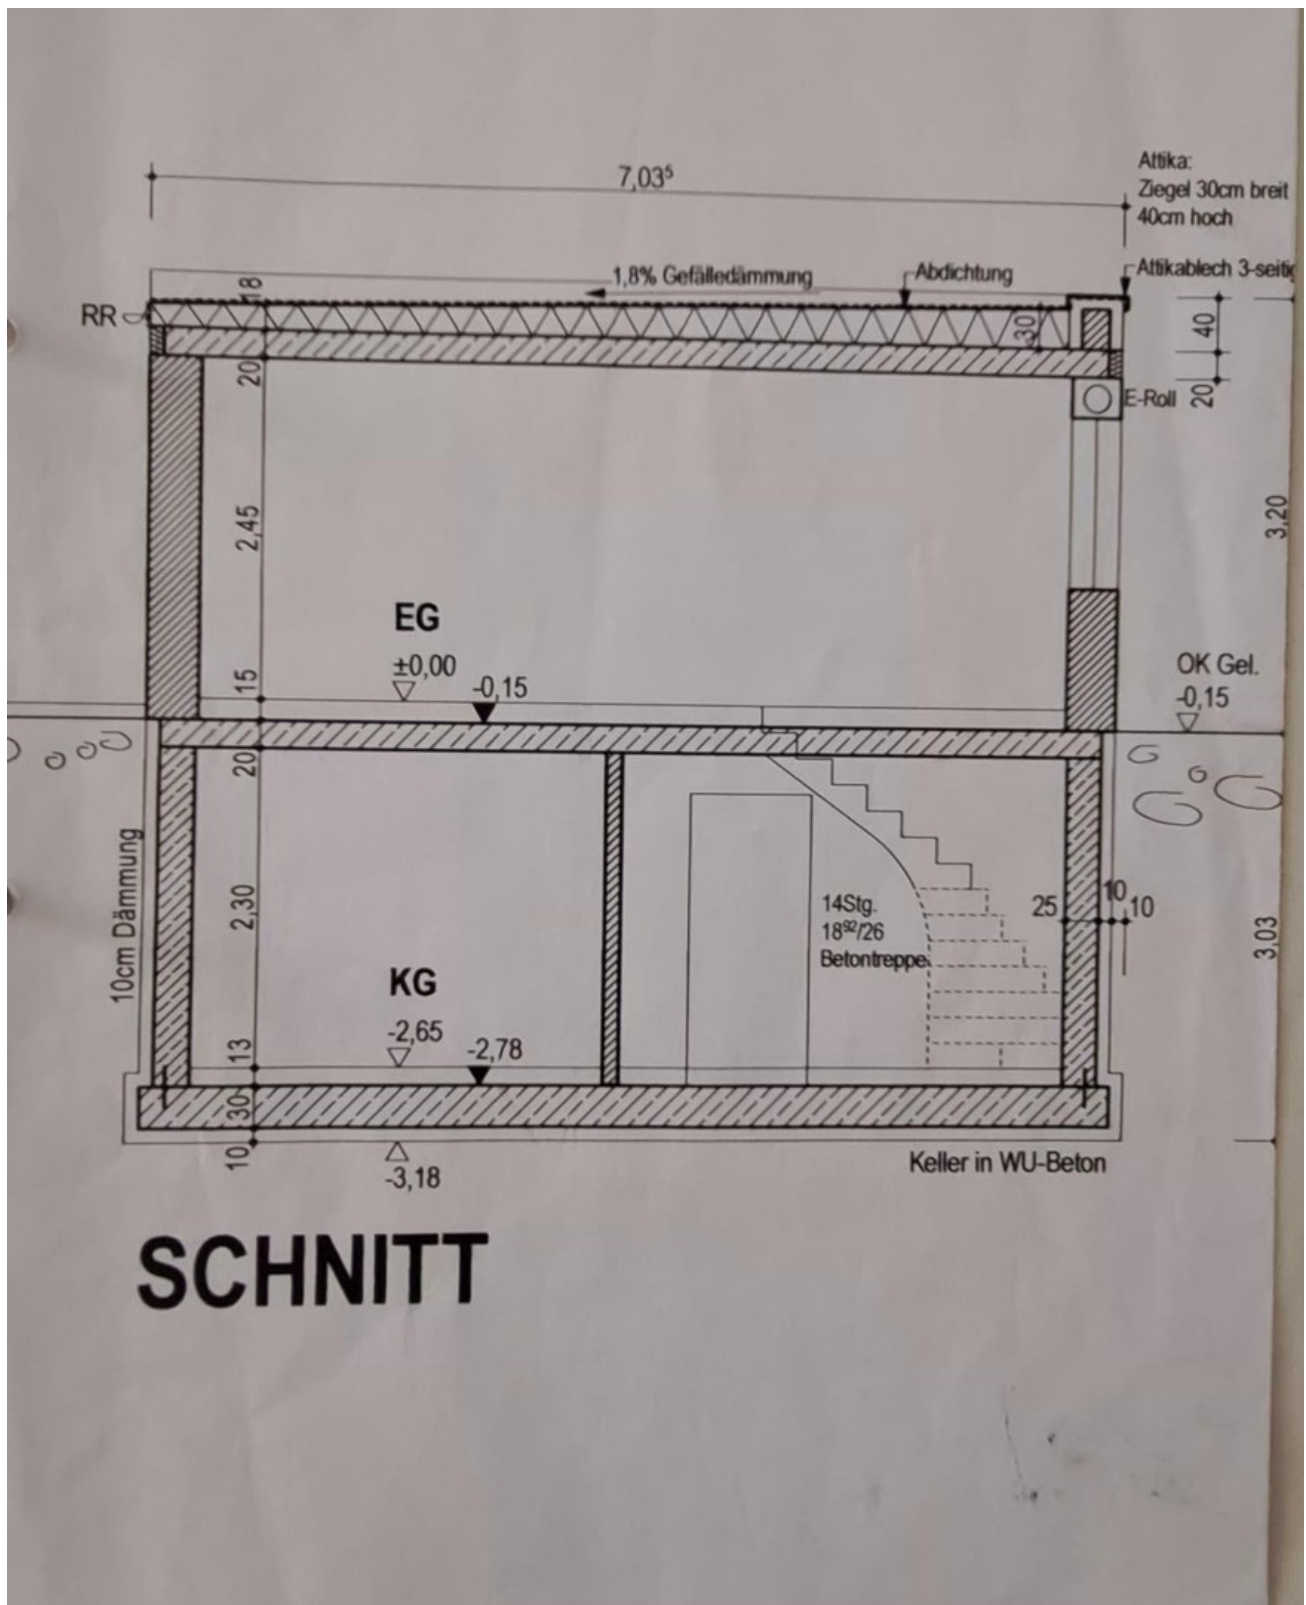 7,03⁵
Attika:
Ziegel 30cm breit
40cm hoch
18
1,8% Gefälledämmung
Abdichtung
Attikablech 3-seitig
RR
30
40
20
20
E-Roll
2,45
3,20
EG
±0,00
-0,15
15
OK Gel.
-0,15
20
10cm Dämmung
2,30
14Stg.
18⁹²/26
Betontreppe
25
10
10
3,03
KG
-2,65
-2,78
13
30
10
-3,18
Keller in WU-Beton
SCHNITT